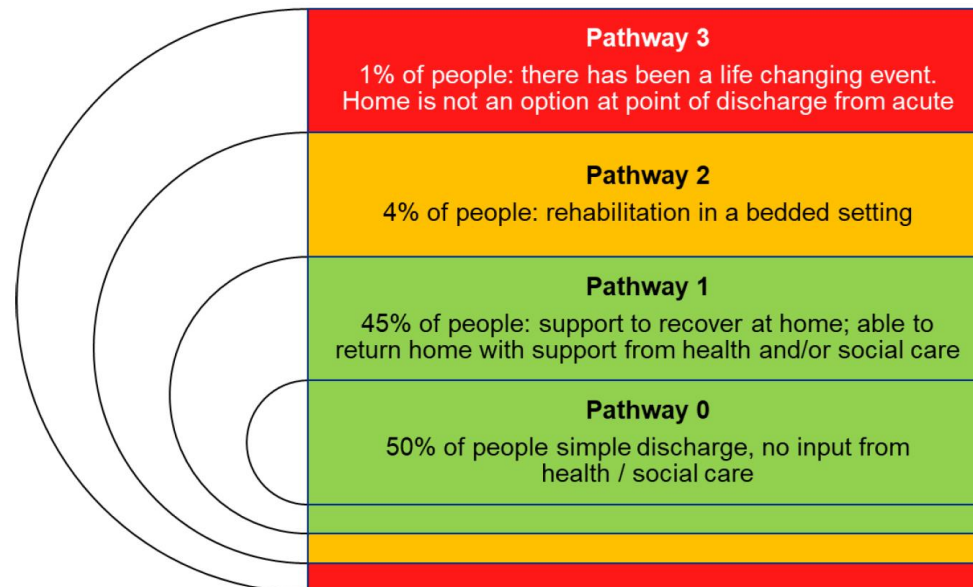 Pathway 3
1% of people: there has been a life changing event.
Home is not an option at point of discharge from acute
Pathway 2
4% of people: rehabilitation in a bedded setting
Pathway 1
45% of people: support to recover at home; able to
return home with support from health and/or social care
Pathway 0
50% of people simple discharge, no input from
health / social care